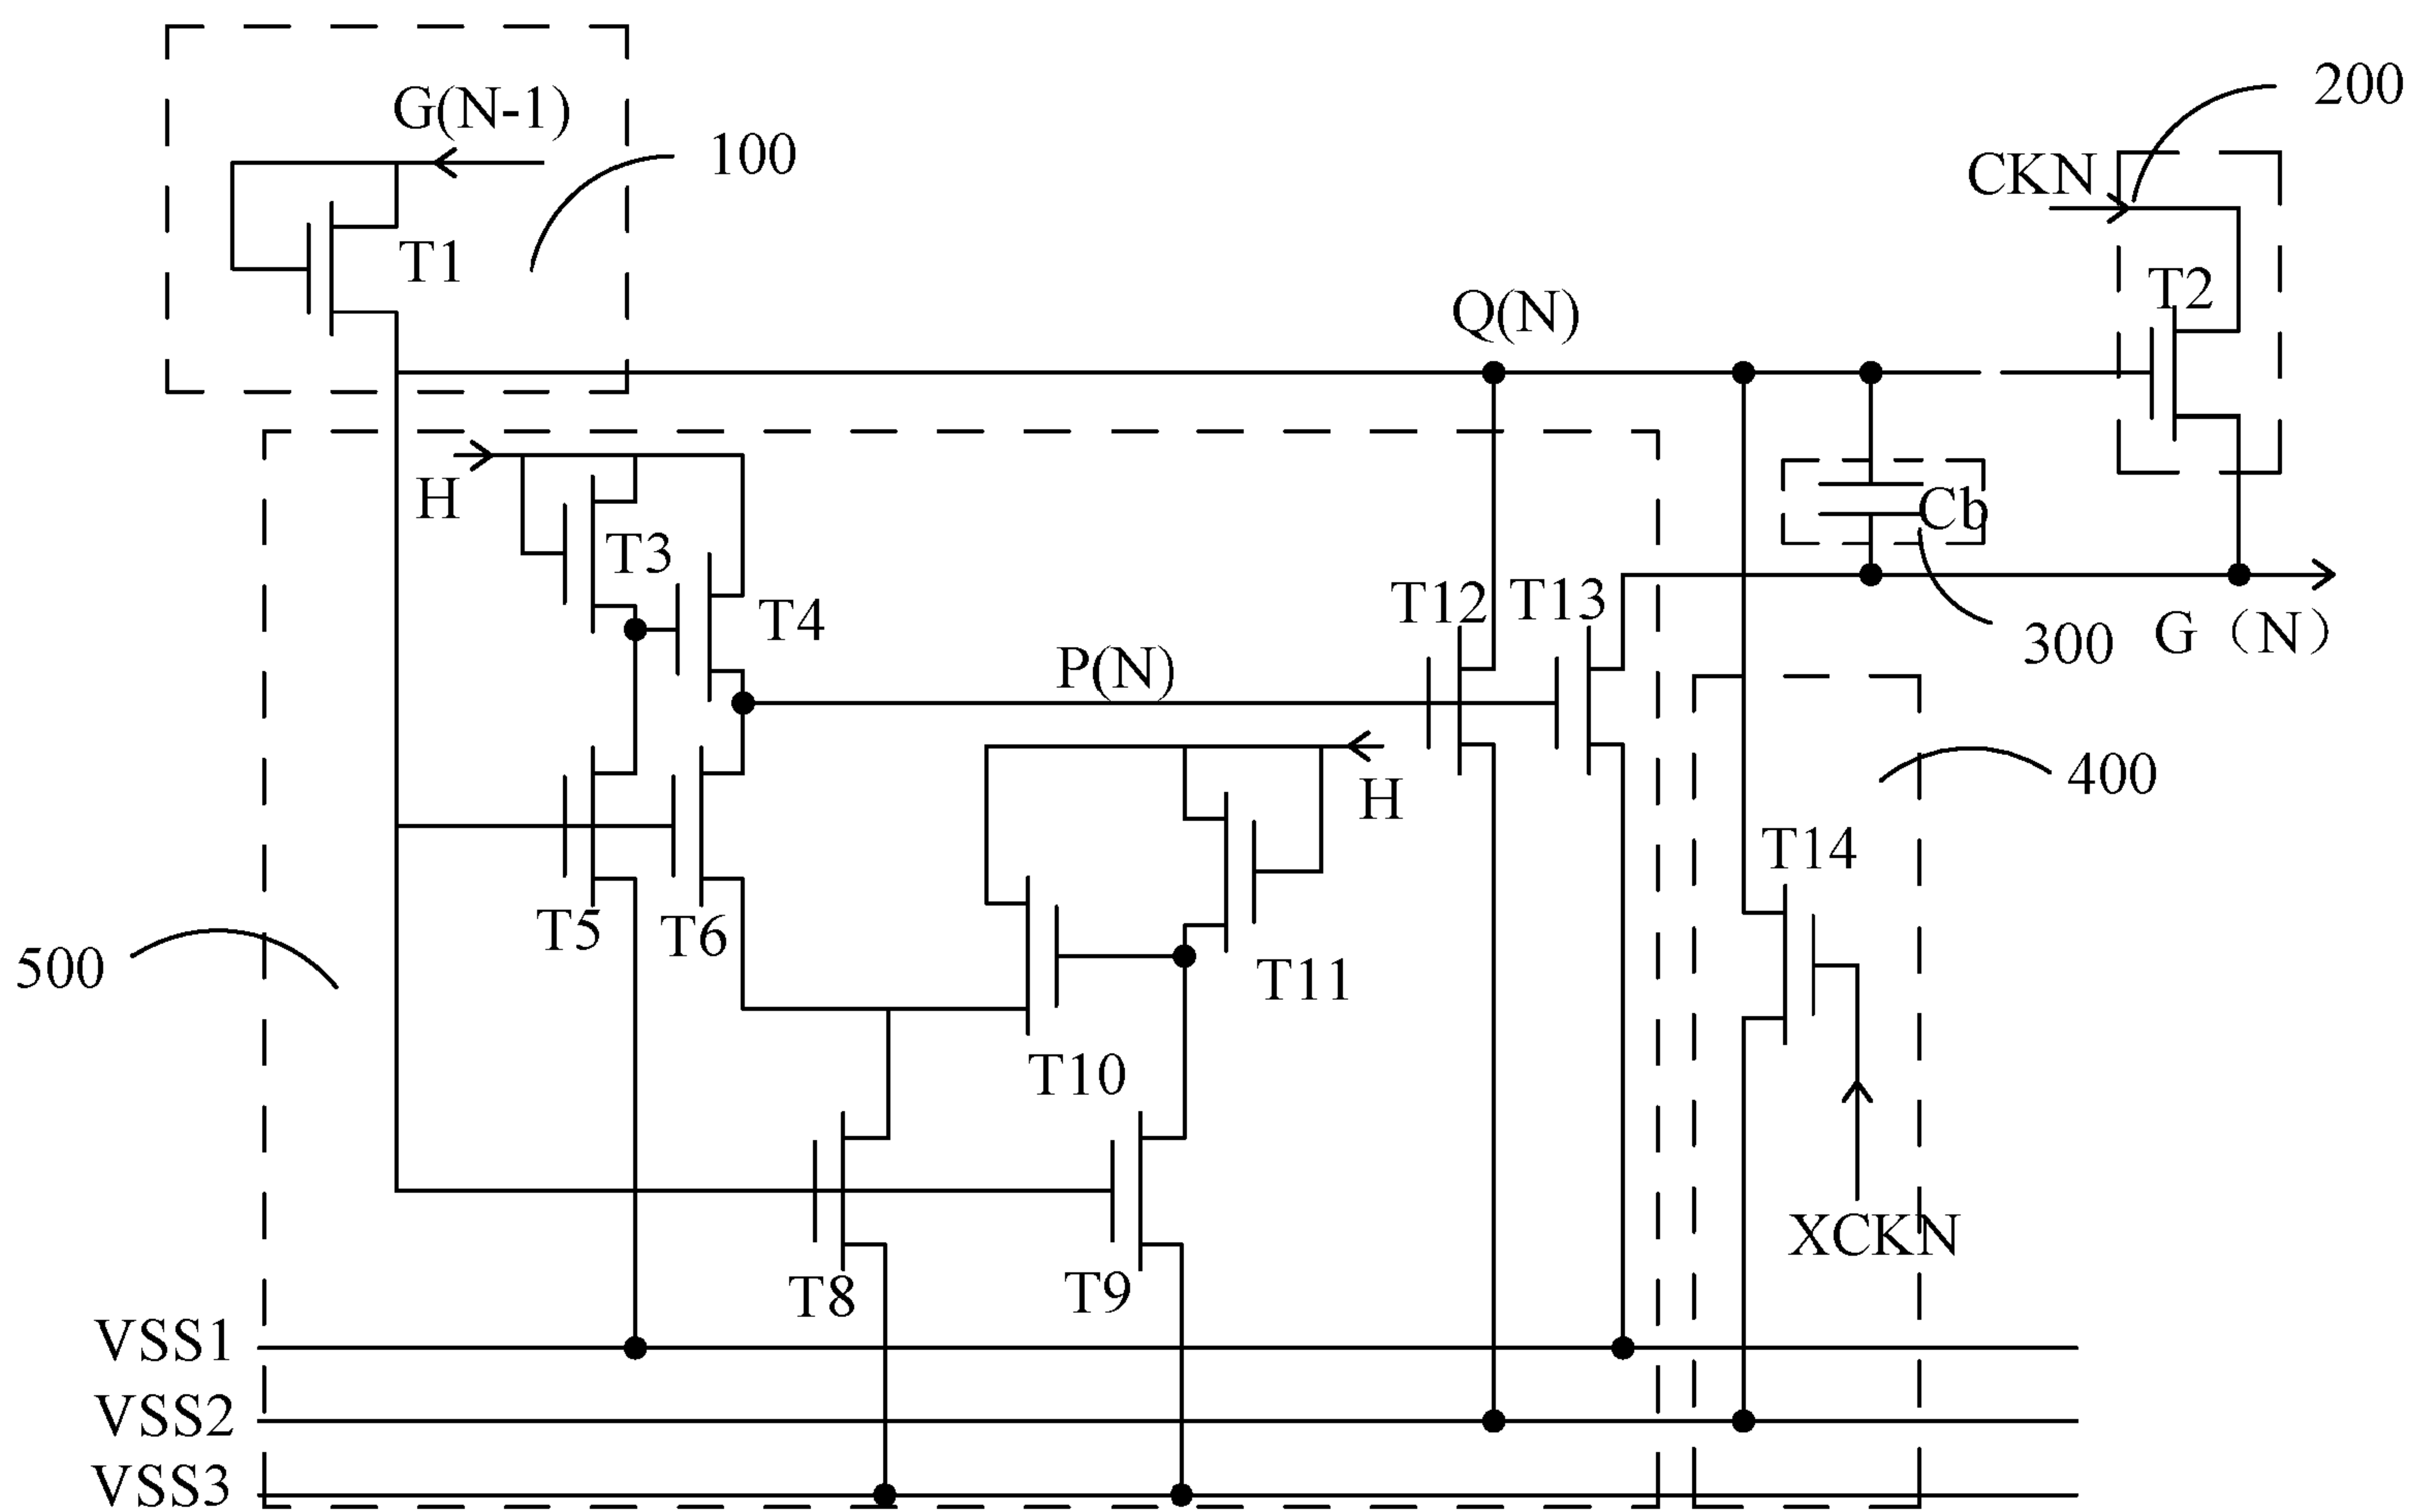 G(N-1)
100
200
CKN
T1
T2
Q(N)
H
Cb
T3
T4
T12
T13
300
G（N）
P(N)
H
400
T14
T5
T6
500
T11
T10
XCKN
T8
T9
VSS1
VSS2
VSS3